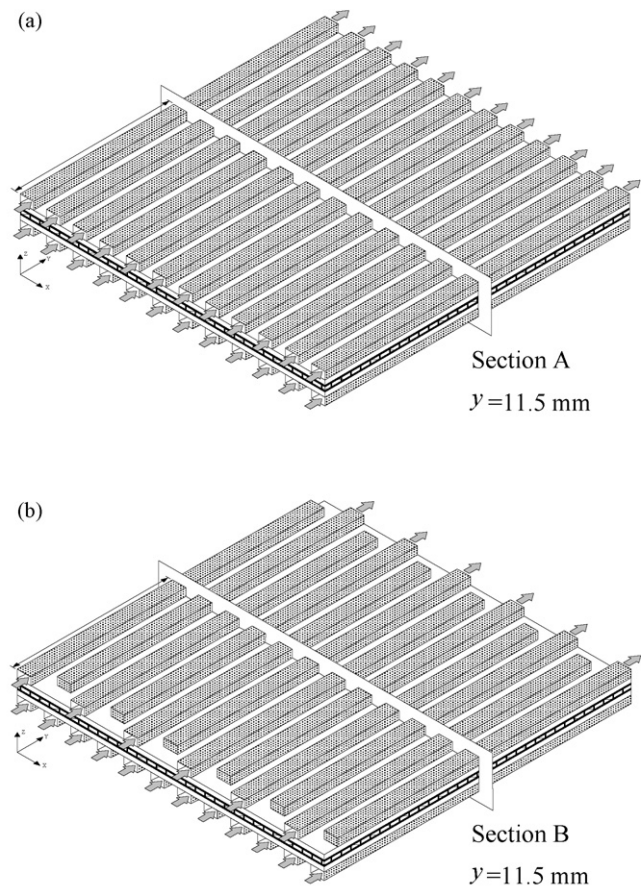 (a)
z
Y
X
Section A
y =11.5 mm
(b)
z
Y
X
Section B
y =11.5 mm